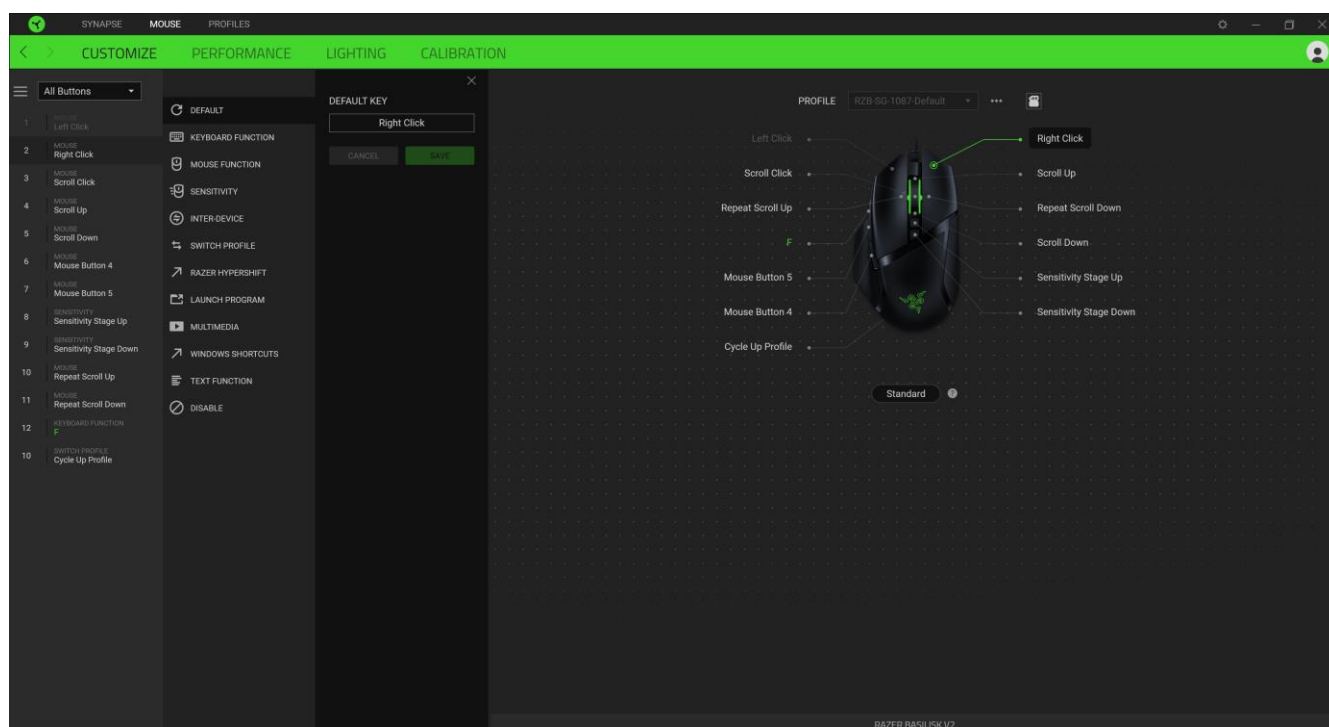 SYNAPSE MOUSE PROFILES
CUSTOMIZE PERFORMANCE LIGHTING CALIBRATION
All Buttons
1 MOUSE
Left Click
2 MOUSE
Right Click
3 MOUSE
Scroll Click
4 MOUSE
Scroll Up
5 MOUSE
Scroll Down
6 MOUSE
Mouse Button 4
7 MOUSE
Mouse Button 5
8 SENSITIVITY
Sensitivity Stage Up
9 SENSITIVITY
Sensitivity Stage Down
10 MOUSE
Repeat Scroll Up
11 MOUSE
Repeat Scroll Down
12 KEYBOARD FUNCTION
F
10 SWITCH PROFILE
Cycle Up Profile
DEFAULT
KEYBOARD FUNCTION
MOUSE FUNCTION
SENSITIVITY
INTER-DEVICE
SWITCH PROFILE
RAZER HYPERSHIFT
LAUNCH PROGRAM
MULTIMEDIA
WINDOWS SHORTCUTS
TEXT FUNCTION
DISABLE
DEFAULT KEY
Right Click
CANCEL SAVE
PROFILE RZB-SG-1087-Default
Left Click Right Click
Scroll Click Scroll Up
Repeat Scroll Up Repeat Scroll Down
F Scroll Down
Mouse Button 5 Sensitivity Stage Up
Mouse Button 4 Sensitivity Stage Down
Cycle Up Profile
Standard ?
RAZER BASILISK V2